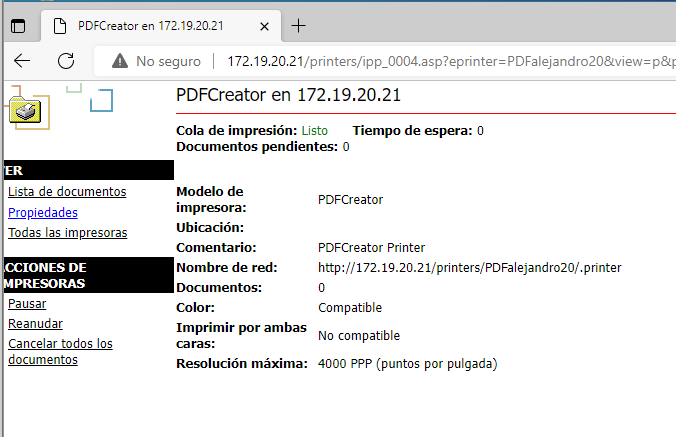 PDFCreator en 172.19.20.21
No seguro
172.19.20.21/printers/ipp_0004.asp?eprinter=PDFalejandro20&view=p&p
PDFCreator en 172.19.20.21
Cola de impresión: Listo Tiempo de espera: 0
Documentos pendientes: 0
ER
Lista de documentos
Propiedades
Todas las impresoras
ACCIONES DE
MPRESORAS
Pausar
Reanudar
Cancelar todos los
documentos
Modelo de
impresora:
PDFCreator
Ubicación:
Comentario: PDFCreator Printer
Nombre de red: http://172.19.20.21/printers/PDFalejandro20/.printer
Documentos: 0
Color: Compatible
Imprimir por ambas
caras:
No compatible
Resolución máxima: 4000 PPP (puntos por pulgada)